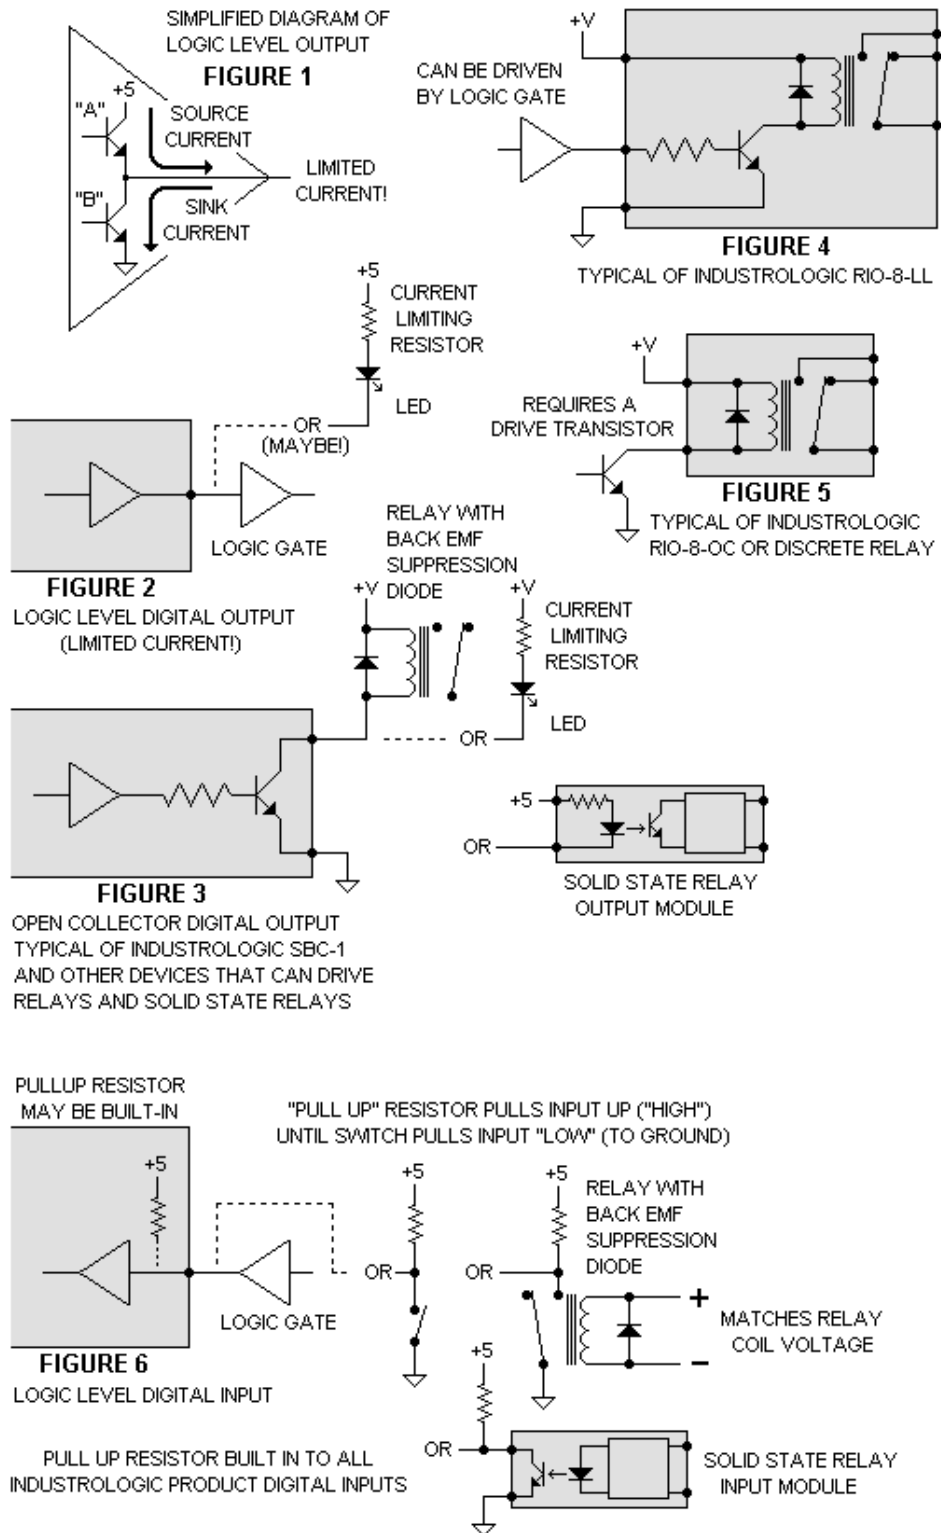 SIMPLIFIED DIAGRAM OF
LOGIC LEVEL OUTPUT
FIGURE 1
+5
"A"
SOURCE
CURRENT
LIMITED
CURRENT!
"B"
SINK
CURRENT
+V
CAN BE DRIVEN
BY LOGIC GATE
FIGURE 4
TYPICAL OF INDUSTROLOGIC RIO-8-LL
+5
CURRENT
LIMITING
RESISTOR
LED
OR
(MAYBE!)
LOGIC GATE
FIGURE 2
LOGIC LEVEL DIGITAL OUTPUT
(LIMITED CURRENT!)
+V
REQUIRES A
DRIVE TRANSISTOR
FIGURE 5
TYPICAL OF INDUSTROLOGIC
RIO-8-OC OR DISCRETE RELAY
RELAY WITH
BACK EMF
SUPPRESSION
DIODE
+V
+V
CURRENT
LIMITING
RESISTOR
LED
OR
FIGURE 3
OPEN COLLECTOR DIGITAL OUTPUT
TYPICAL OF INDUSTROLOGIC SBC-1
AND OTHER DEVICES THAT CAN DRIVE
RELAYS AND SOLID STATE RELAYS
+5
OR
SOLID STATE RELAY
OUTPUT MODULE
PULLUP RESISTOR
MAY BE BUILT-IN
"PULL UP" RESISTOR PULLS INPUT UP ("HIGH")
UNTIL SWITCH PULLS INPUT "LOW" (TO GROUND)
+5
+5
+5
RELAY WITH
BACK EMF
SUPPRESSION
DIODE
OR
OR
LOGIC GATE
+
MATCHES RELAY
COIL VOLTAGE
−
FIGURE 6
LOGIC LEVEL DIGITAL INPUT
+5
OR
PULL UP RESISTOR BUILT IN TO ALL
INDUSTROLOGIC PRODUCT DIGITAL INPUTS
SOLID STATE RELAY
INPUT MODULE